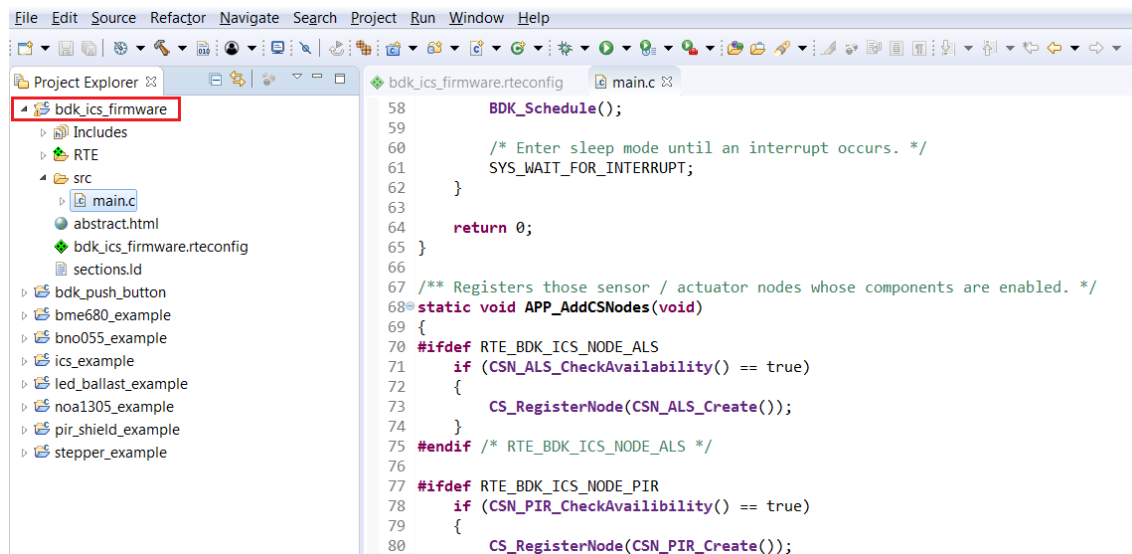 File Edit Source Refactor Navigate Search Project Run Window Help
Project Explorer
bdk_ics_firmware
Includes
RTE
src
main.c
abstract.html
bdk_ics_firmware.rteconfig
sections.ld
bdk_push_button
bme680_example
bno055_example
ics_example
led_ballast_example
noa1305_example
pir_shield_example
stepper_example
bdk_ics_firmware.rteconfig main.c
58 BDK_Schedule();
59
60 /* Enter sleep mode until an interrupt occurs. */
61 SYS_WAIT_FOR_INTERRUPT;
62 }
63
64 return 0;
65 }
66
67 /** Registers those sensor / actuator nodes whose components are enabled. */
68 static void APP_AddCSNodes(void)
69 {
70 #ifdef RTE_BDK_ICS_NODE_ALS
71 if (CSN_ALS_CheckAvailability() == true)
72 {
73 CS_RegisterNode(CSN_ALS_Create());
74 }
75 #endif /* RTE_BDK_ICS_NODE_ALS */
76
77 #ifdef RTE_BDK_ICS_NODE_PIR
78 if (CSN_PIR_CheckAvailibility() == true)
79 {
80 CS_RegisterNode(CSN_PIR_Create());